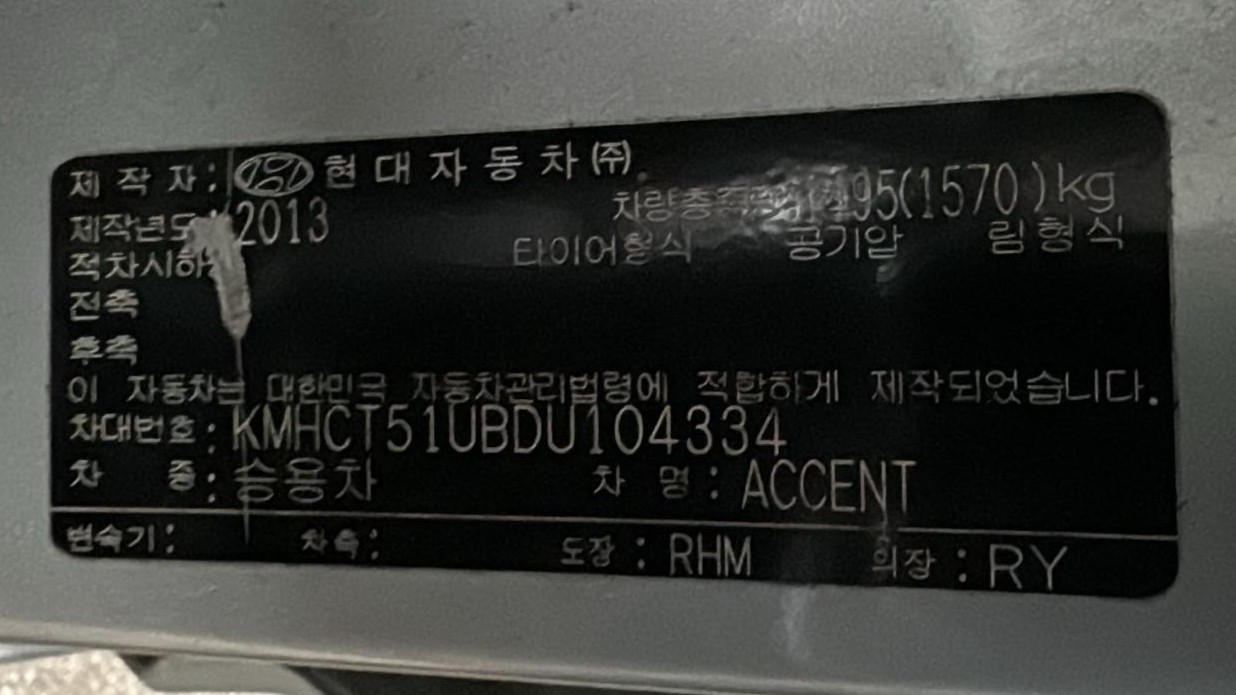 제 작 자 : 현 대 자 동 차 ㈜
제작년도 : 2013 차량총중량 95(1570)kg
적차시하중 타이어형식 공기압 림형식
전축
후축
이 자동차는 대한민국 자동차관리법령에 적합하게 제작되었습니다.
차대번호 : KMHCT51UBDU104334
차 종 : 승용차 차 명 : ACCENT
변속기 : 차축 : 도장 : RHM 의장 : RY